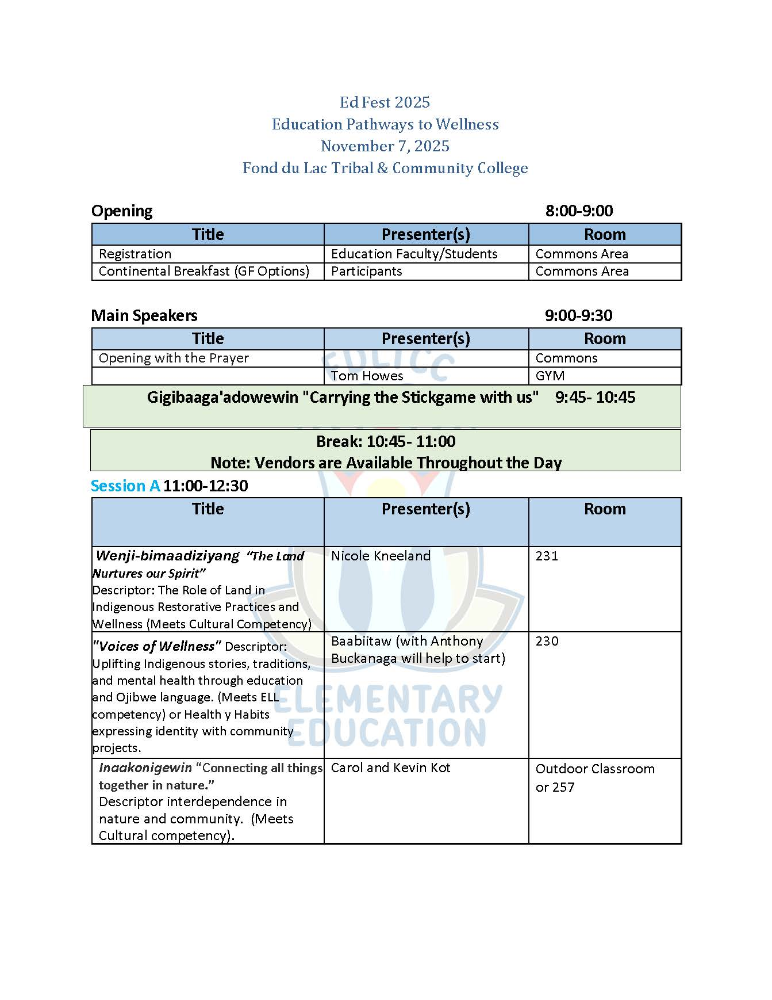 Ed Fest 2025
Education Pathways to Wellness
November 7, 2025
Fond du Lac Tribal & Community College
Opening 8:00-9:00
Title Presenter(s) Room
Registration Education Faculty/Students Commons Area
Continental Breakfast (GF Options) Participants Commons Area
Main Speakers 9:00-9:30
Title Presenter(s) Room
Opening with the Prayer Commons
Tom Howes GYM
Gigibaaga'adowewin "Carrying the Stickgame with us" 9:45- 10:45
Break: 10:45- 11:00
Note: Vendors are Available Throughout the Day
Session A 11:00-12:30
Title Presenter(s) Room
Wenji-bimaadiziyang “The Land
Nurtures our Spirit”
Descriptor: The Role of Land in
Indigenous Restorative Practices and
Wellness (Meets Cultural Competency)
Nicole Kneeland
231
"Voices of Wellness" Descriptor:
Uplifting Indigenous stories, traditions,
and mental health through education
and Ojibwe language. (Meets ELL
competency) or Health y Habits
expressing identity with community
projects.
Baabiitaw (with Anthony
Buckanaga will help to start)
230
Inaakonigewin “Connecting all things
together in nature.”
Descriptor interdependence in
nature and community.  (Meets
Cultural competency).
Carol and Kevin Kot
Outdoor Classroom
or 257
FDLTCC
ELEMENTARY
EDUCATION